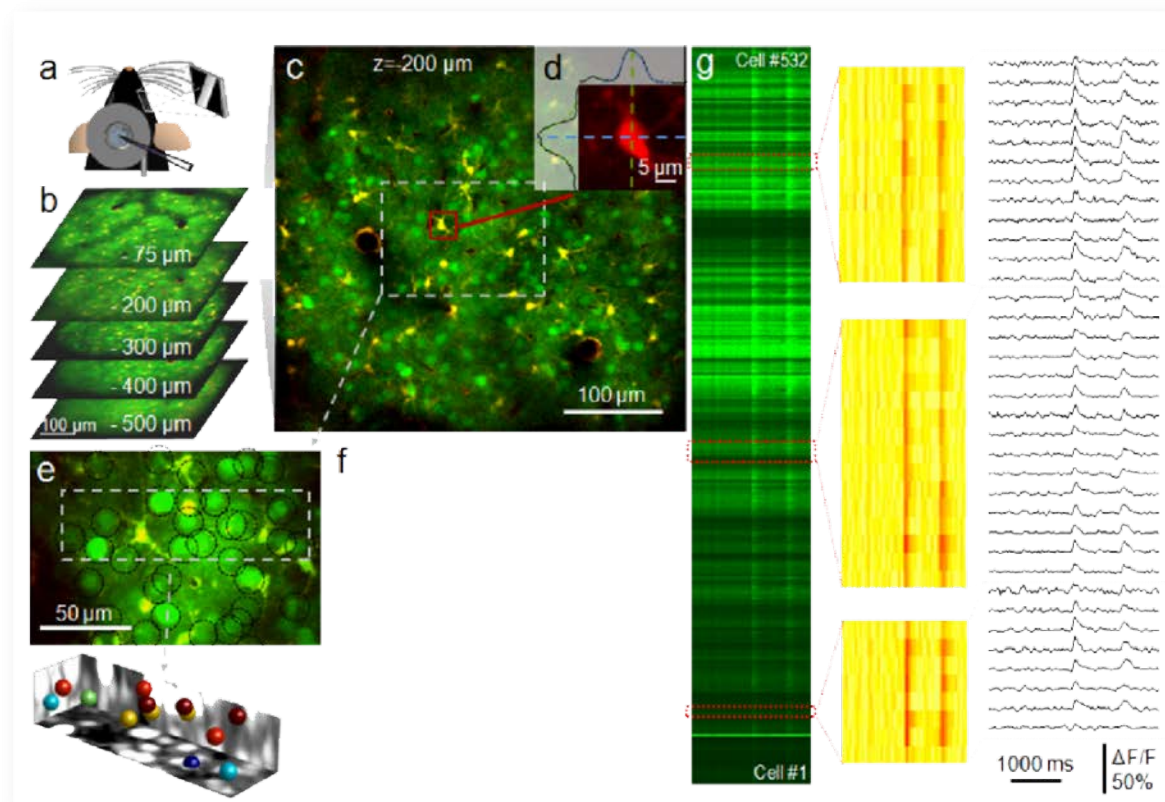 a
b
- 75 µm
- 200 µm
- 300 µm
- 400 µm
- 500 µm
100 µm
c
z=-200 µm
100 µm
d
5 µm
e
50 µm
f
g
Cell #532
Cell #1
1000 ms
ΔF/F
50%